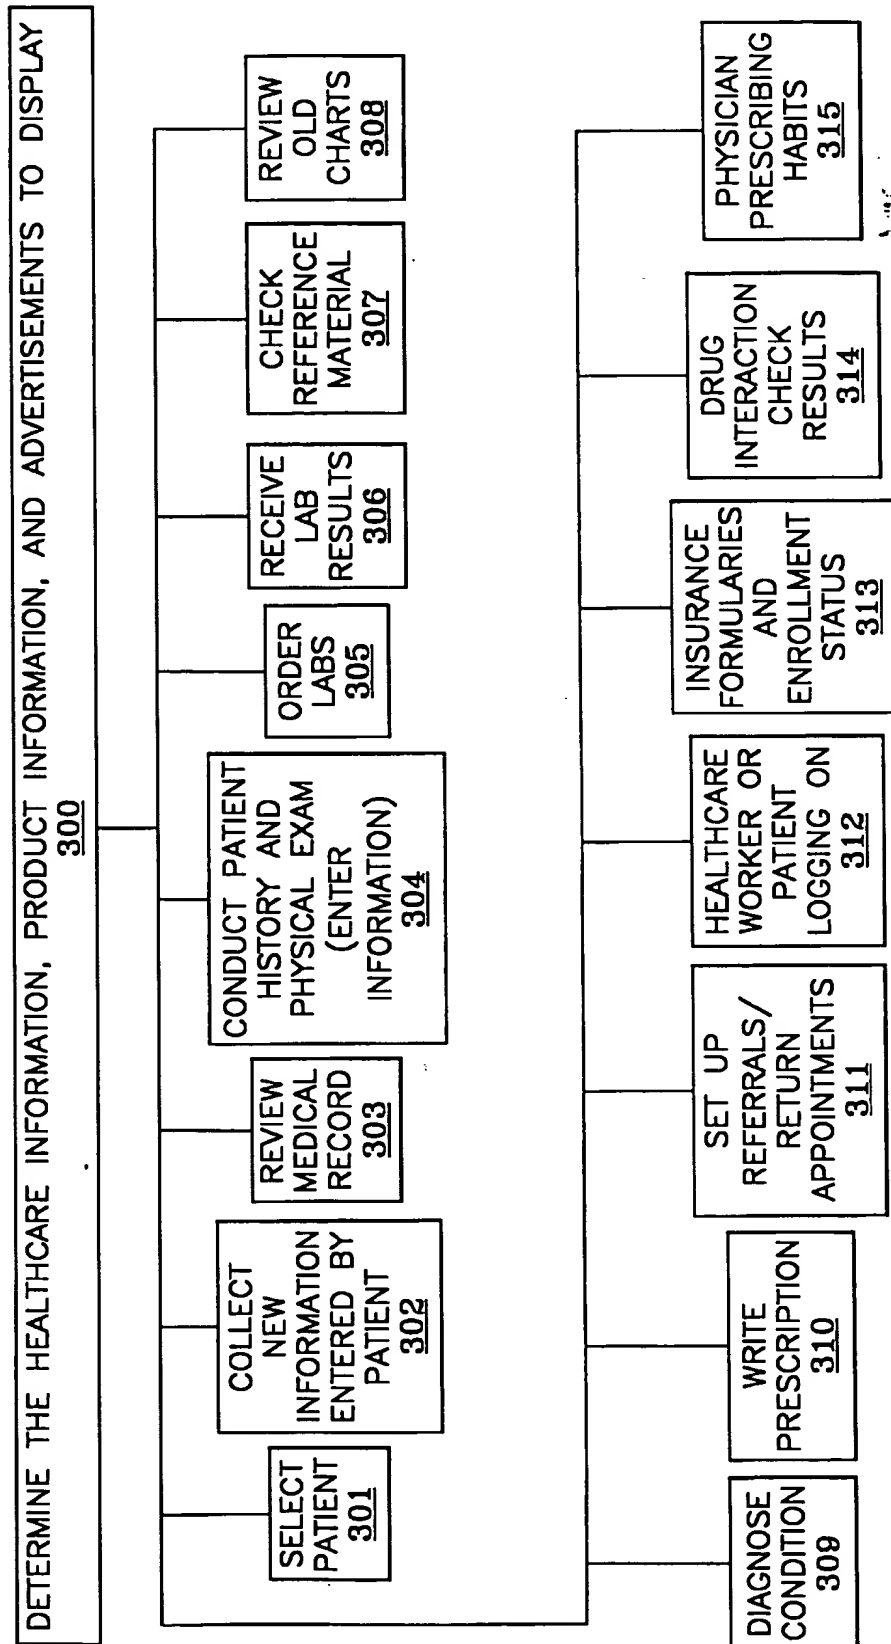 DETERMINE THE HEALTHCARE INFORMATION, PRODUCT INFORMATION, AND ADVERTISEMENTS TO DISPLAY
300
SELECT
PATIENT
301
COLLECT
NEW
INFORMATION
ENTERED BY
PATIENT
302
REVIEW
MEDICAL
RECORD
303
CONDUCT PATIENT
HISTORY AND
PHYSICAL EXAM
(ENTER
INFORMATION)
304
ORDER
LABS
305
RECEIVE
LAB
RESULTS
306
CHECK
REFERENCE
MATERIAL
307
REVIEW
OLD
CHARTS
308
DIAGNOSE
CONDITION
309
WRITE
PRESCRIPTION
310
SET UP
REFERRALS/
RETURN
APPOINTMENTS
311
HEALTHCARE
WORKER OR
PATIENT
LOGGING ON
312
INSURANCE
FORMULARIES
AND
ENROLLMENT
STATUS
313
DRUG
INTERACTION
CHECK
RESULTS
314
PHYSICIAN
PRESCRIBING
HABITS
315